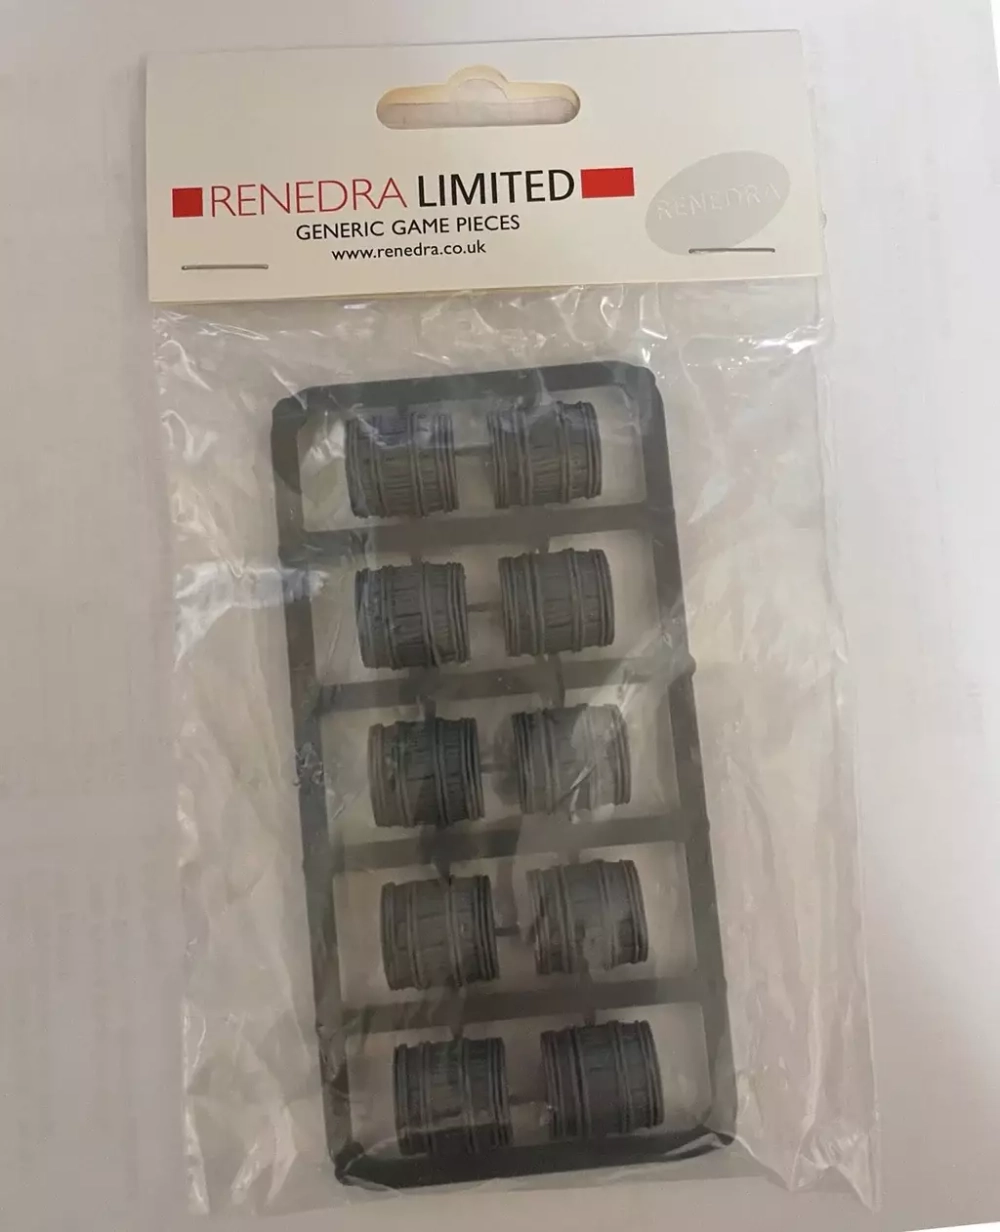 RENEDRA LIMITED
GENERIC GAME PIECES
www.renedra.co.uk
RENEDRA